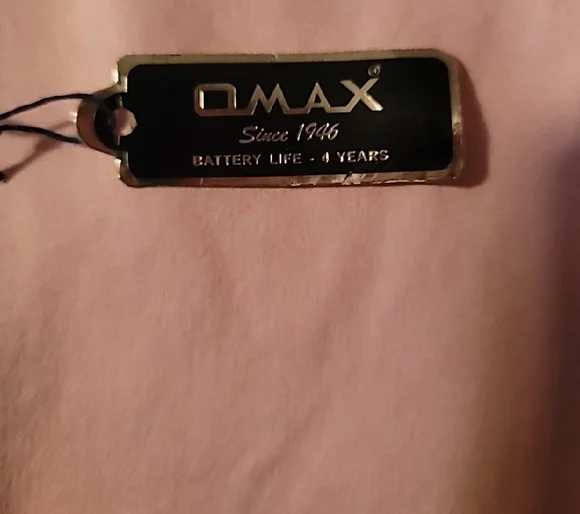 OMAX®
Since 1946
BATTERY LIFE - 4 YEARS